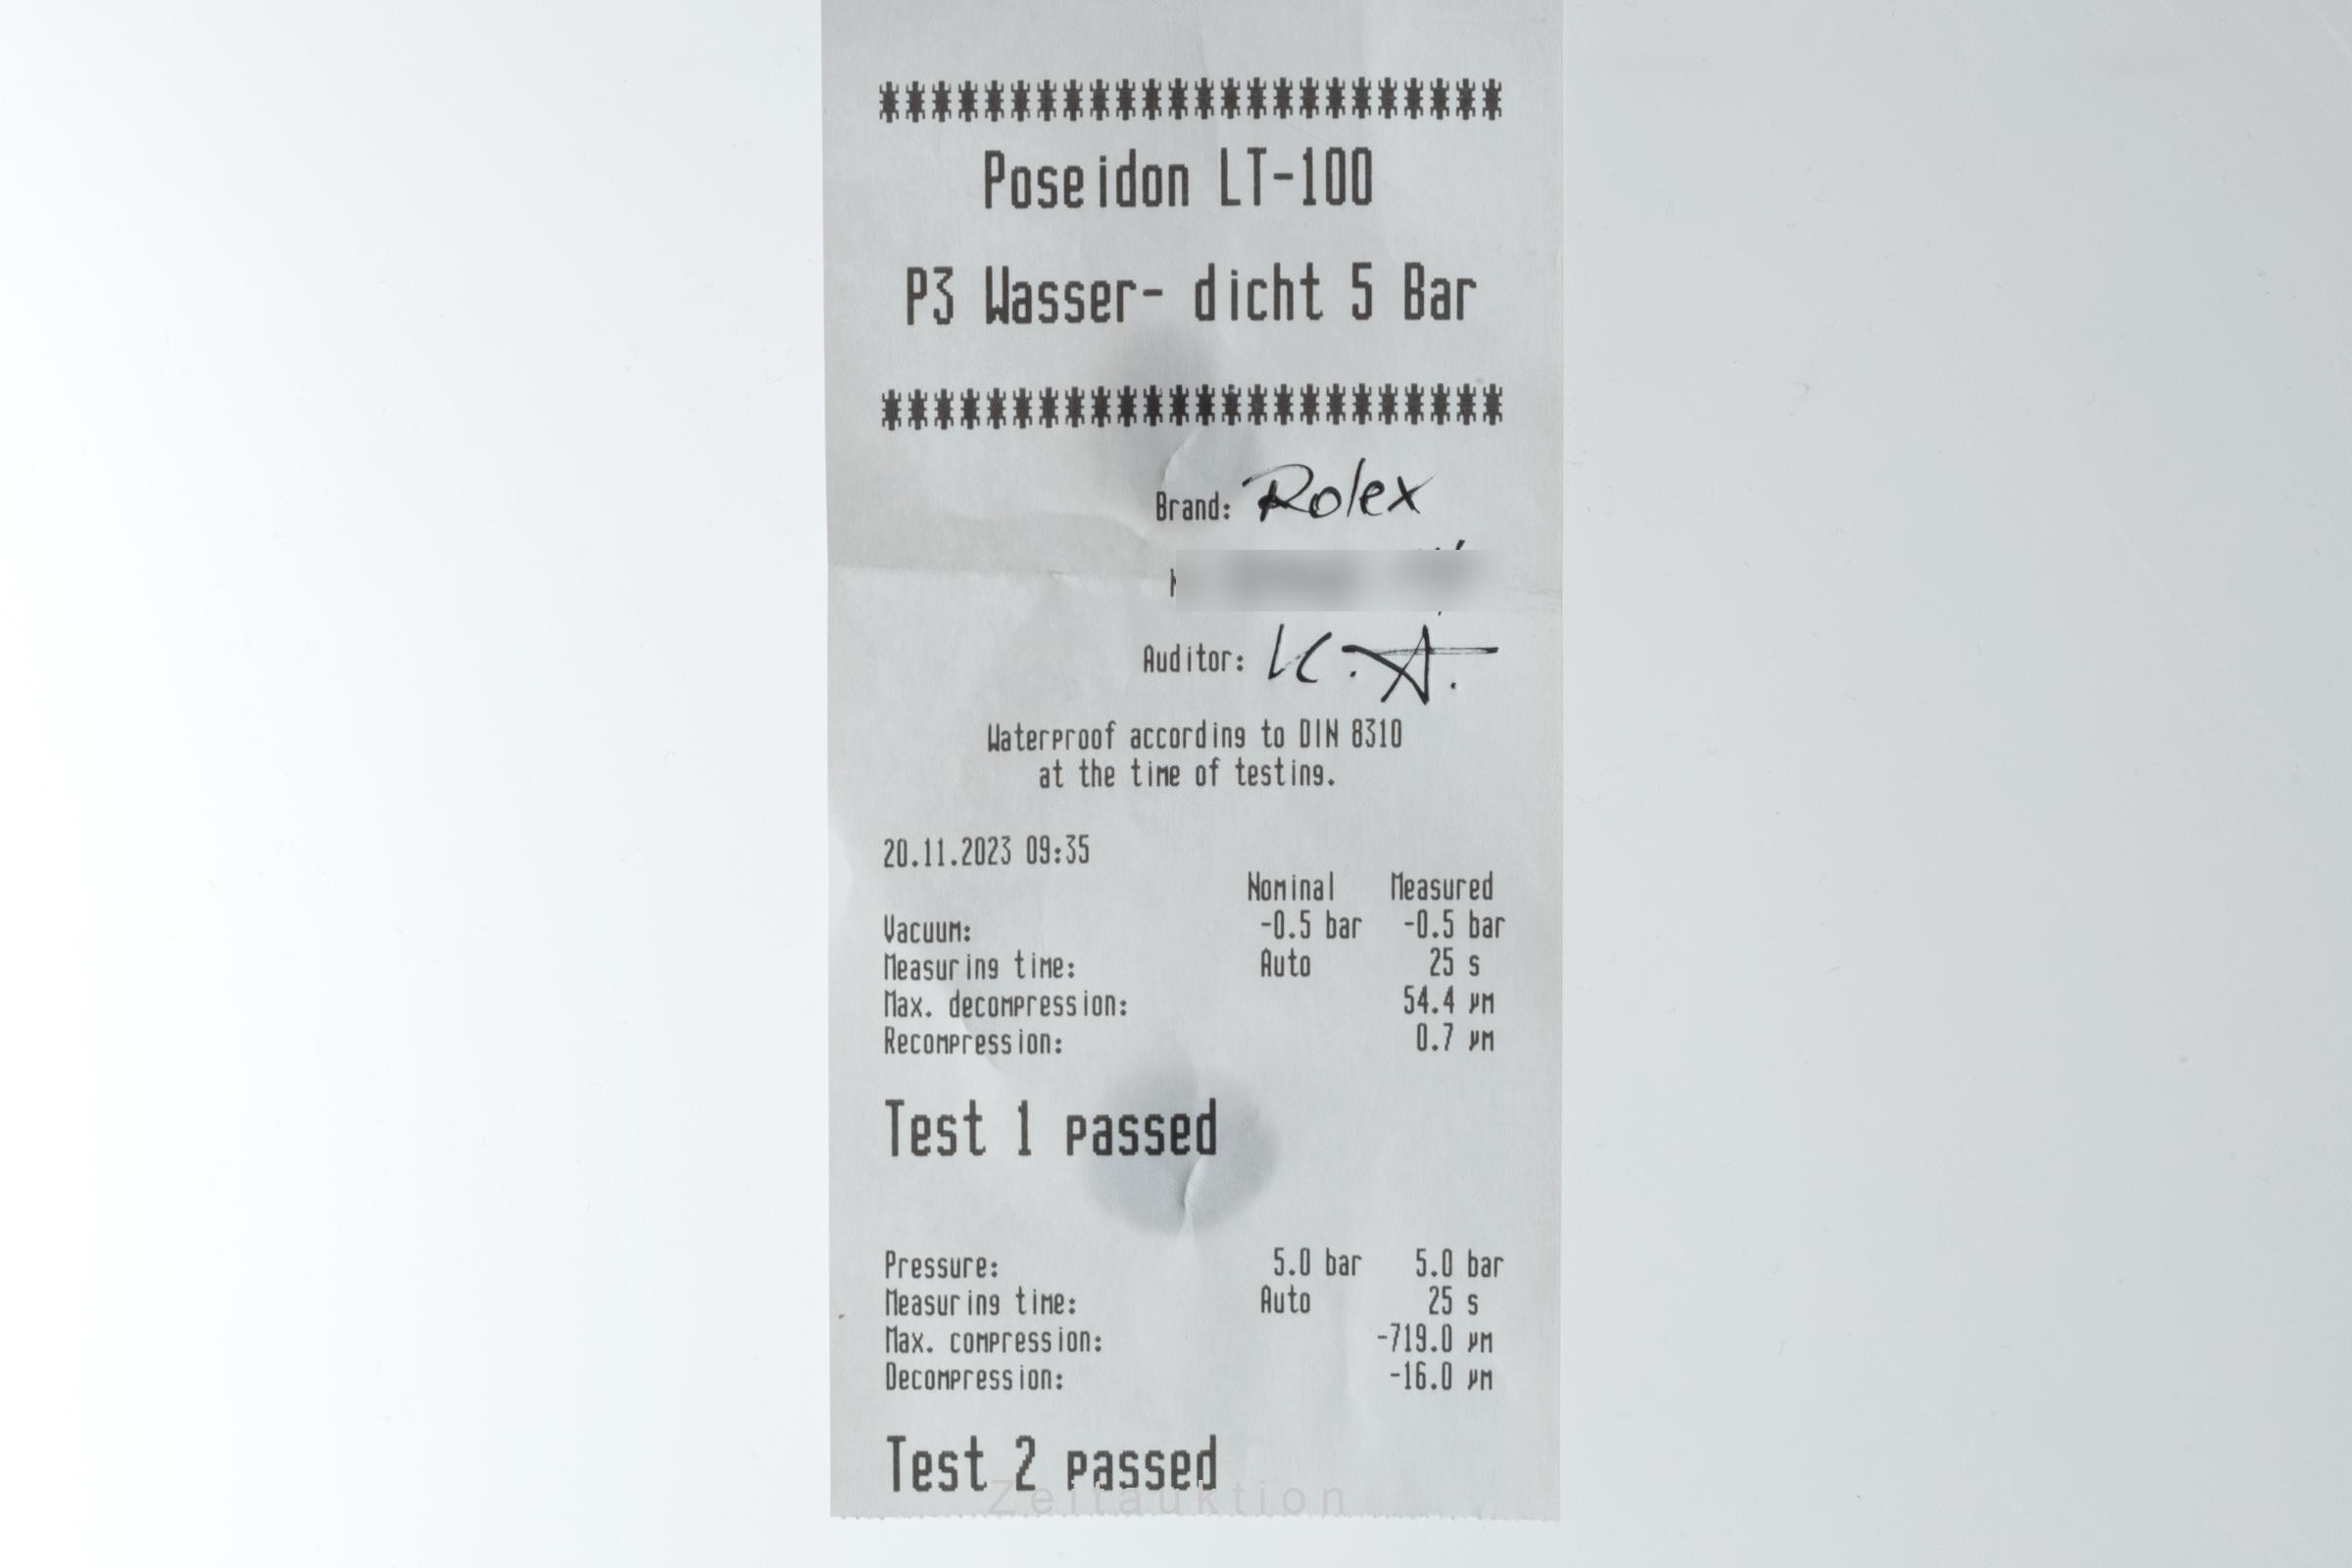 ************************
Poseidon LT-100
P3 Wasser- dicht 5 Bar
************************
Brand: Rolex
Auditor: K.A.
Waterproof according to DIN 8310
at the time of testing.
20.11.2023 09:35
Nominal Measured
Vacuum: -0.5 bar -0.5 bar
Measuring time: Auto 25 s
Max. decompression: 54.4 µm
Recompression: 0.7 µm
Test 1 passed
Pressure: 5.0 bar 5.0 bar
Measuring time: Auto 25 s
Max. compression: -719.0 µm
Decompression: -16.0 µm
Test 2 passed
Zeitauktion